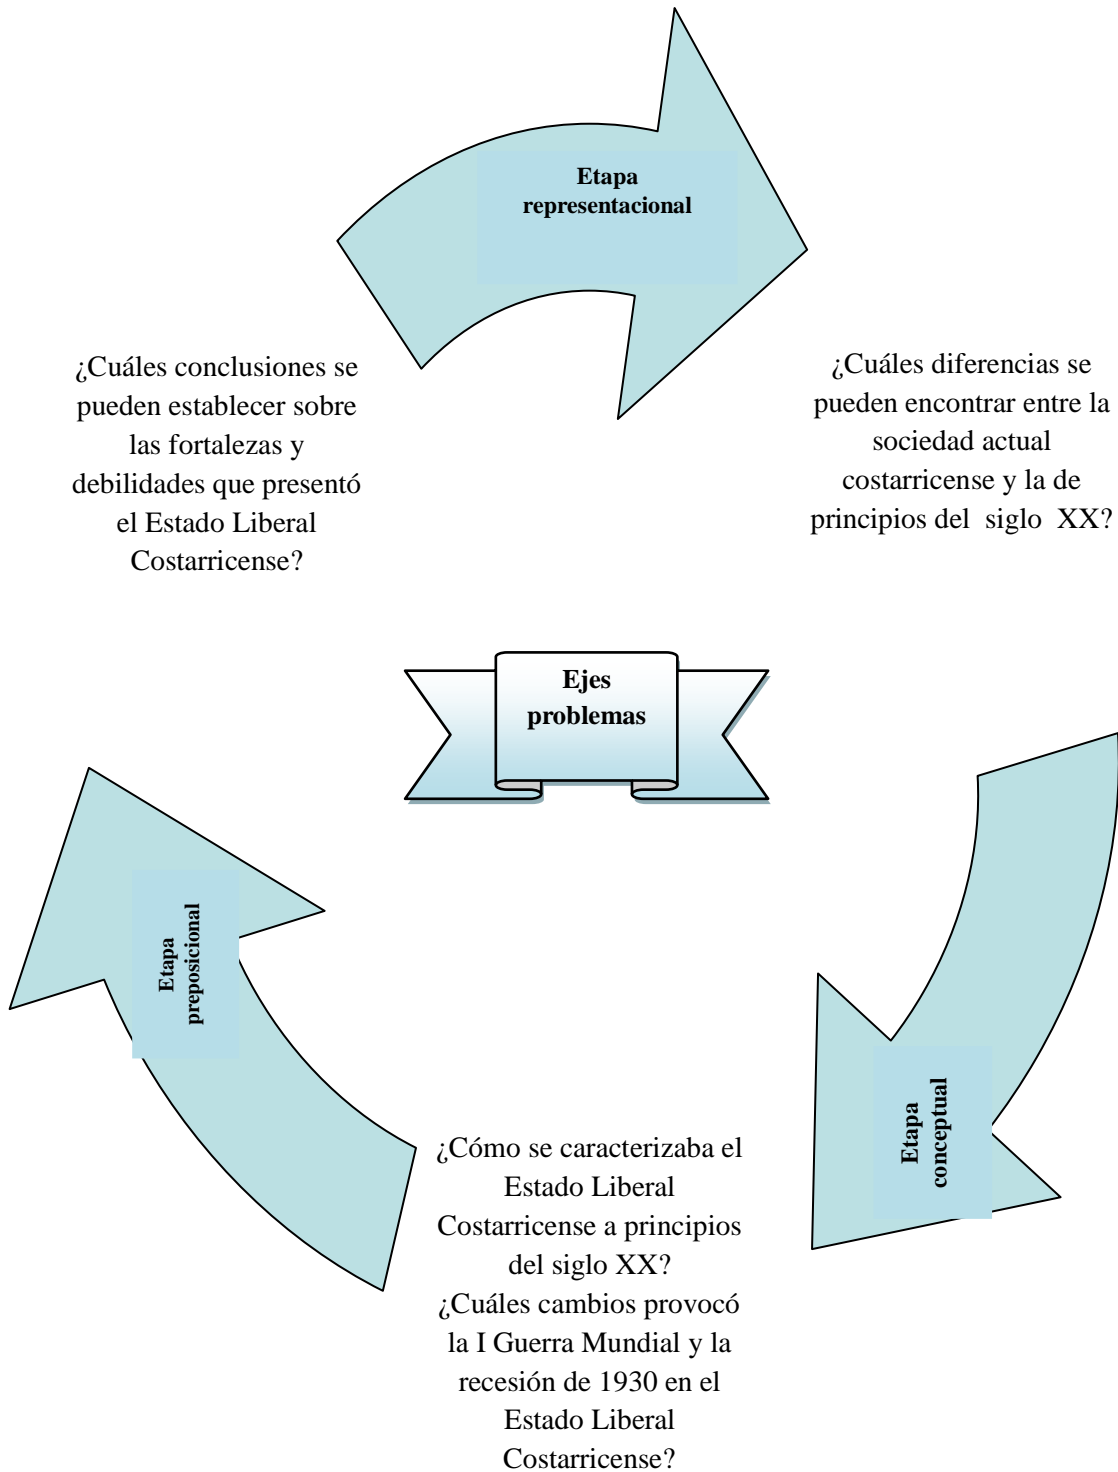 Etapa
representacional
¿Cuáles conclusiones se
pueden establecer sobre
las fortalezas y
debilidades que presentó
el Estado Liberal
Costarricense?
¿Cuáles diferencias se
pueden encontrar entre la
sociedad actual
costarricense y la de
principios del siglo XX?
Ejes
problemas
Etapa
preposicional
Etapa
conceptual
¿Cómo se caracterizaba el
Estado Liberal
Costarricense a principios
del siglo XX?
¿Cuáles cambios provocó
la I Guerra Mundial y la
recesión de 1930 en el
Estado Liberal
Costarricense?